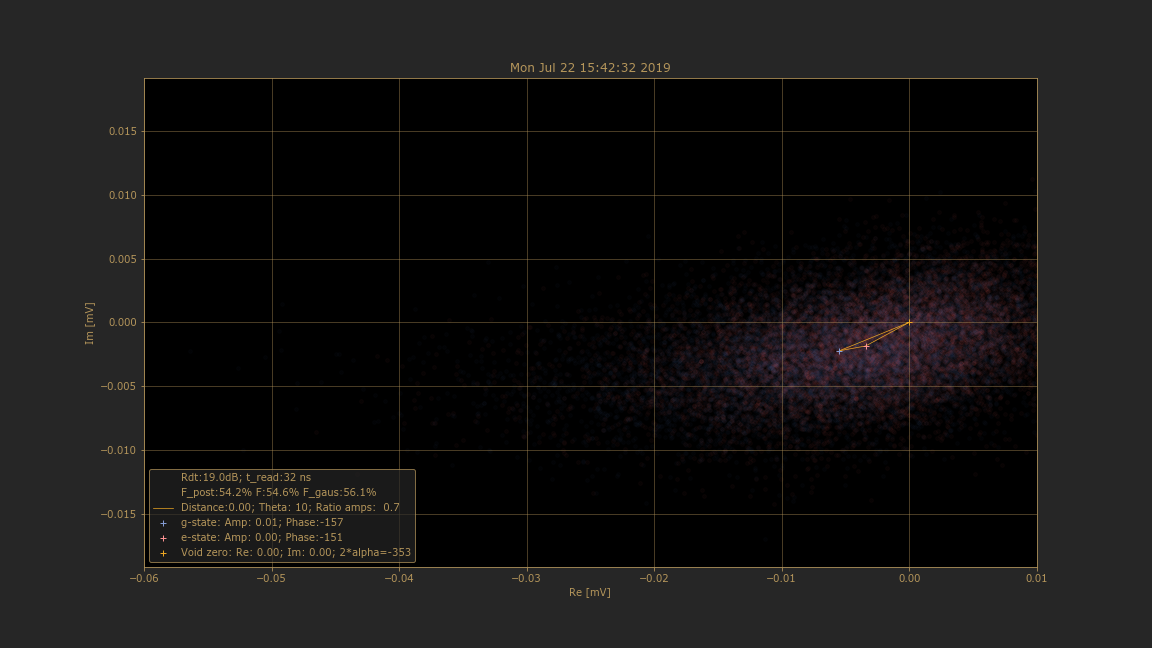 Mon Jul 22 15:42:32 2019
0.015
0.010
0.005
0.000
−0.005
−0.010
−0.015
Im [mV]
Rdt:19.0dB; t_read:32 ns
F_post:54.2% F:54.6% F_gaus:56.1%
Distance:0.00; Theta: 10; Ratio amps:  0.7
g-state: Amp: 0.01; Phase:-157
e-state: Amp: 0.00; Phase:-151
Void zero: Re: 0.00; Im: 0.00; 2*alpha=-353
−0.06 −0.05 −0.04 −0.03 −0.02 −0.01 0.00 0.01
Re [mV]